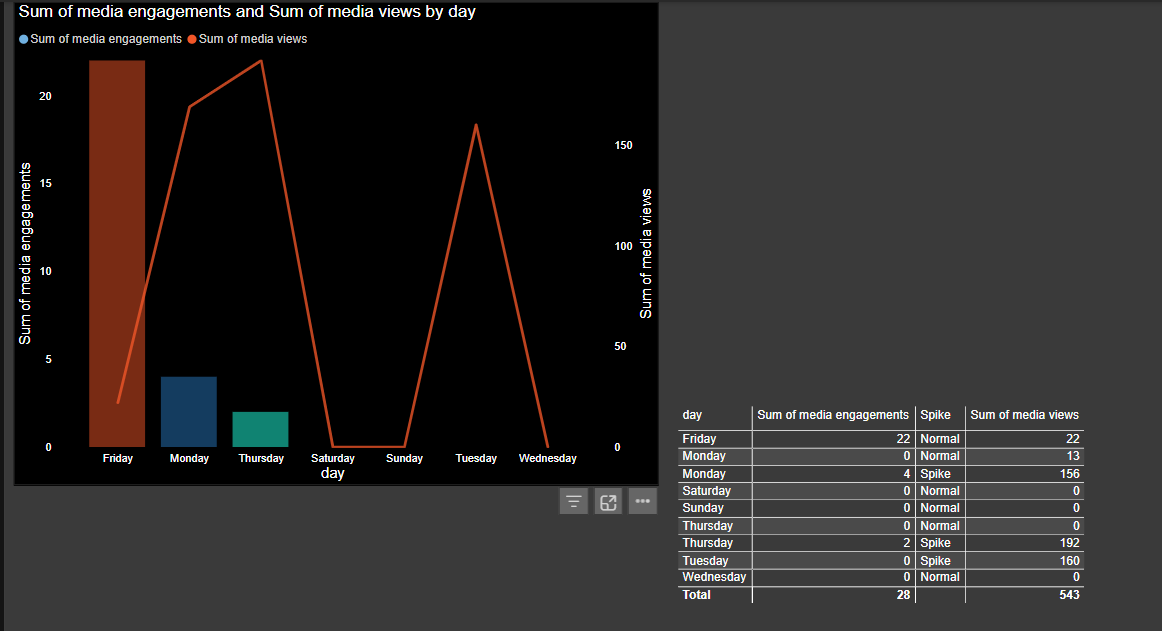 Sum of media engagements and Sum of media views by day
Sum of media engagements Sum of media views
Sum of media engagements
20
15
10
5
0
Friday Monday Thursday Saturday Sunday Tuesday Wednesday
day
150
100
50
0
Sum of media views
day Sum of media engagements Spike Sum of media views
Friday 22 Normal 22
Monday 0 Normal 13
Monday 4 Spike 156
Saturday 0 Normal 0
Sunday 0 Normal 0
Thursday 0 Normal 0
Thursday 2 Spike 192
Tuesday 0 Spike 160
Wednesday 0 Normal 0
Total 28 543